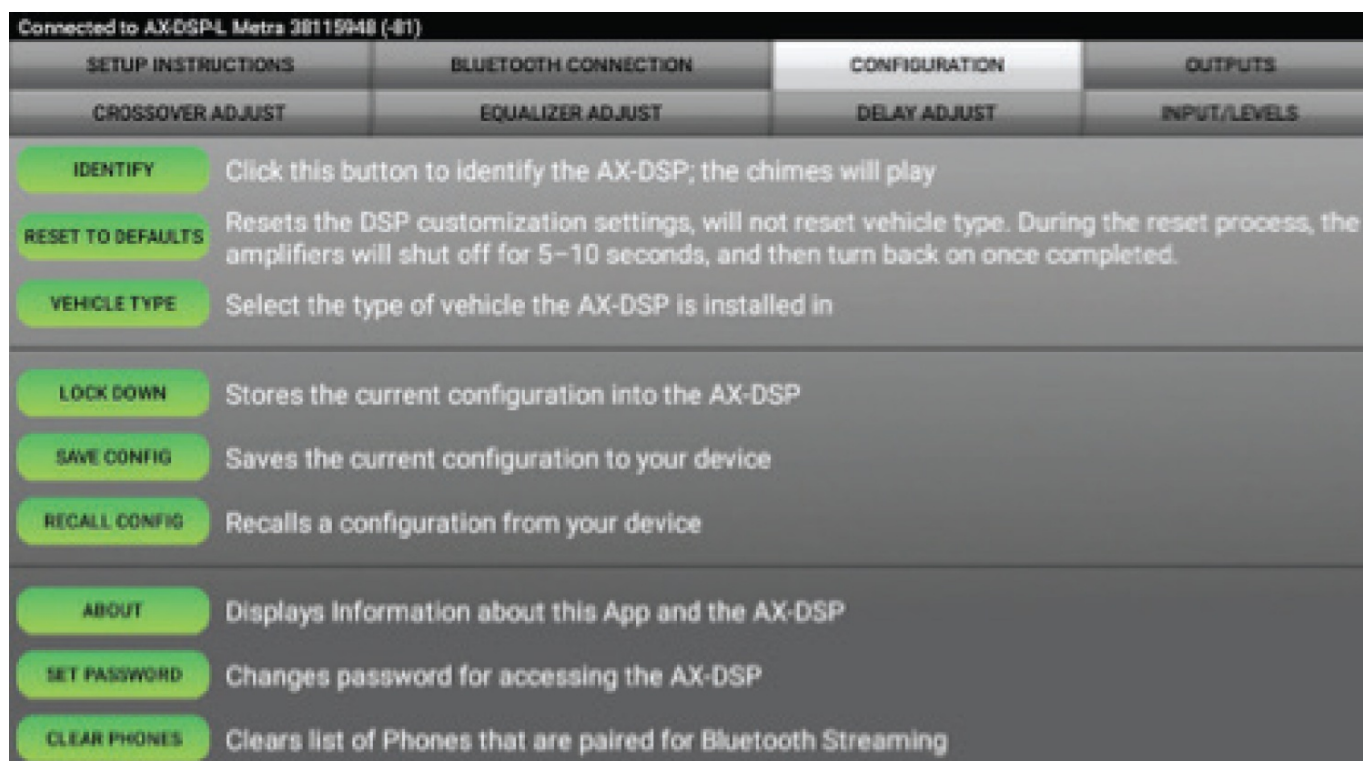 Connected to AX-DSP-L Metra 38115948 (-81)
SETUP INSTRUCTIONS BLUETOOTH CONNECTION CONFIGURATION OUTPUTS
CROSSOVER ADJUST EQUALIZER ADJUST DELAY ADJUST INPUT/LEVELS
IDENTIFY Click this button to identify the AX-DSP; the chimes will play
RESET TO DEFAULTS Resets the DSP customization settings, will not reset vehicle type. During the reset process, the
amplifiers will shut off for 5–10 seconds, and then turn back on once completed.
VEHICLE TYPE Select the type of vehicle the AX-DSP is installed in
LOCK DOWN Stores the current configuration into the AX-DSP
SAVE CONFIG Saves the current configuration to your device
RECALL CONFIG Recalls a configuration from your device
ABOUT Displays Information about this App and the AX-DSP
SET PASSWORD Changes password for accessing the AX-DSP
CLEAR PHONES Clears list of Phones that are paired for Bluetooth Streaming